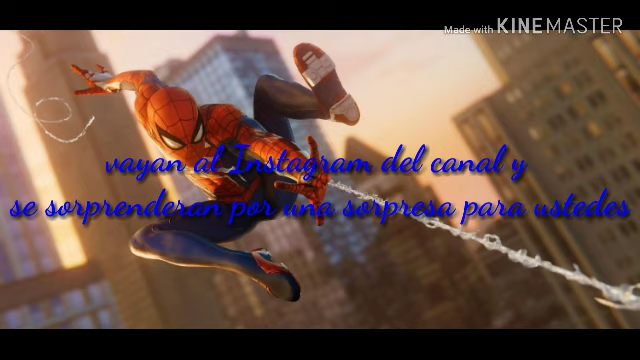 Made with KINEMASTER
vayan al Instagram del canal y
se sorprenderan por una sorpresa para ustedes